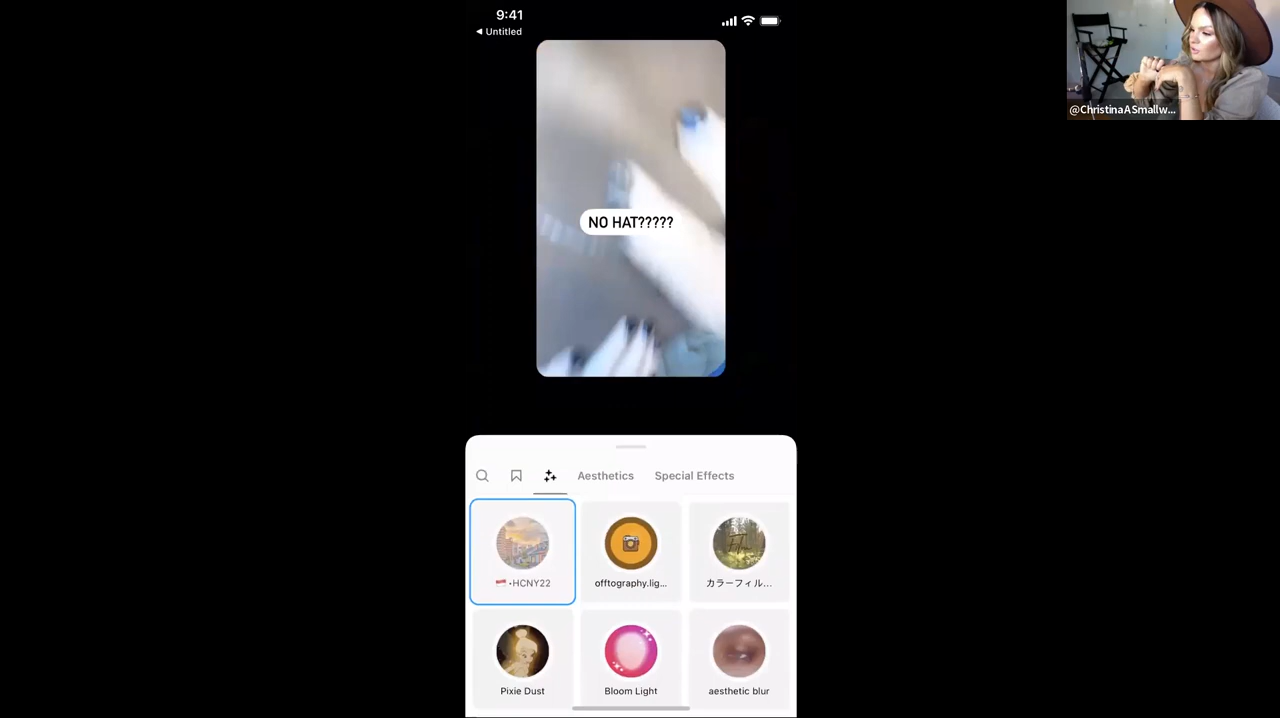 9:41
◀ Untitled
@ChristinaASmallw...
NO HAT?????
Aesthetics Special Effects
•HCNY22
offtography.lig...
カラーフィル...
Pixie Dust
Bloom Light
aesthetic blur